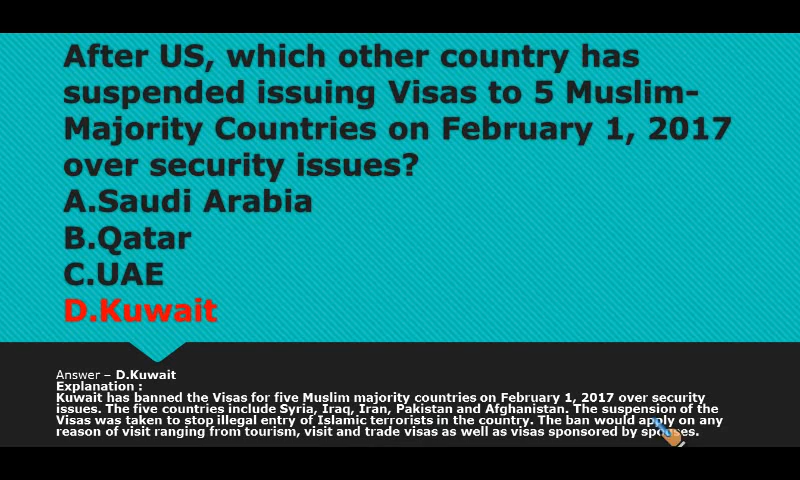 After US, which other country has
suspended issuing Visas to 5 Muslim-
Majority Countries on February 1, 2017
over security issues?
A.Saudi Arabia
B.Qatar
C.UAE
D.Kuwait
Answer – D.Kuwait
Explanation :
Kuwait has banned the Visas for five Muslim majority countries on February 1, 2017 over security
issues. The five countries include Syria, Iraq, Iran, Pakistan and Afghanistan. The suspension of the
Visas was taken to stop illegal entry of Islamic terrorists in the country. The ban would apply on any
reason of visit ranging from tourism, visit and trade visas as well as visas sponsored by spouses.